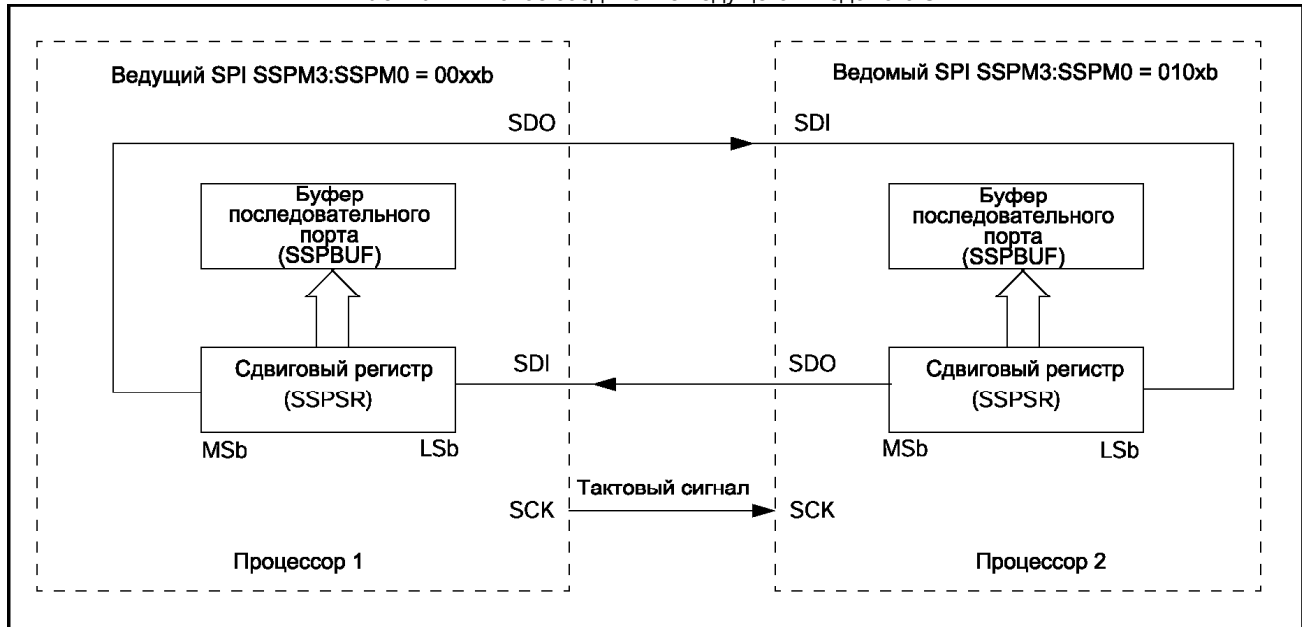 Ведущий SPI SSPM3:SSPM0 = 00xxb
Ведомый SPI SSPM3:SSPM0 = 010xb
SDO
SDI
Буфер
последовательного
порта
(SSPBUF)
Буфер
последовательного
порта
(SSPBUF)
Сдвиговый регистр
(SSPSR)
SDI
SDO
Сдвиговый регистр
(SSPSR)
MSb
LSb
MSb
LSb
Тактовый сигнал
SCK
SCK
Процессор 1
Процессор 2